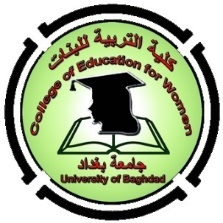 كلية التربية للبنات
College of Education for Women
جامعة بغداد
University of Baghdad